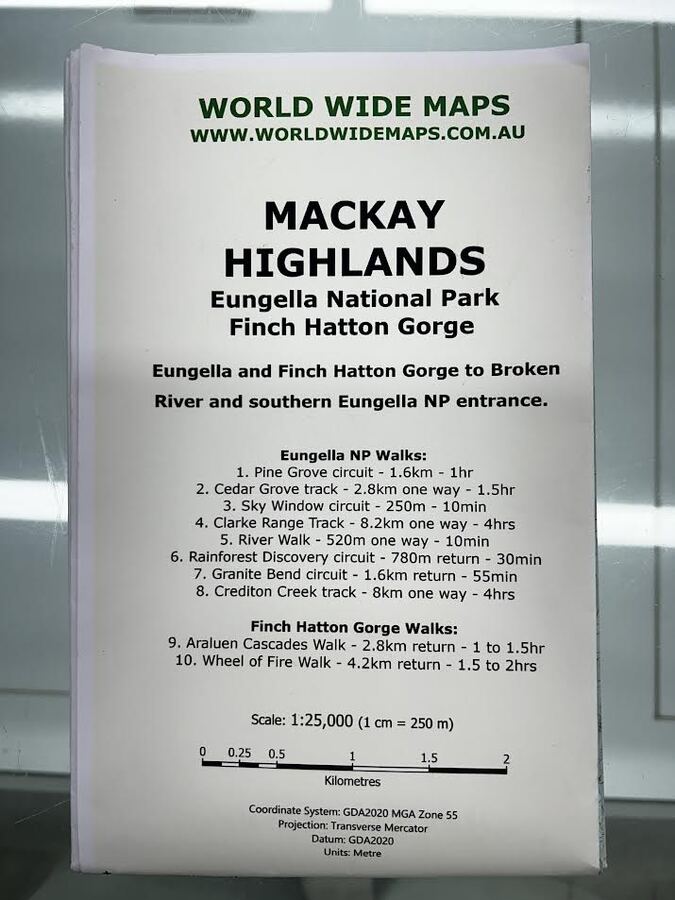 WORLD WIDE MAPS
WWW.WORLDWIDEMAPS.COM.AU
MACKAY
HIGHLANDS
Eungella National Park
Finch Hatton Gorge
Eungella and Finch Hatton Gorge to Broken
River and southern Eungella NP entrance.
Eungella NP Walks:
1. Pine Grove circuit - 1.6km - 1hr
2. Cedar Grove track - 2.8km one way - 1.5hr
3. Sky Window circuit - 250m - 10min
4. Clarke Range Track - 8.2km one way - 4hrs
5. River Walk - 520m one way - 10min
6. Rainforest Discovery circuit - 780m return - 30min
7. Granite Bend circuit - 1.6km return - 55min
8. Crediton Creek track - 8km one way - 4hrs
Finch Hatton Gorge Walks:
9. Araluen Cascades Walk - 2.8km return - 1 to 1.5hr
10. Wheel of Fire Walk - 4.2km return - 1.5 to 2hrs
Scale: 1:25,000 (1 cm = 250 m)
0 0.25 0.5 1 1.5 2
Kilometres
Coordinate System: GDA2020 MGA Zone 55
Projection: Transverse Mercator
Datum: GDA2020
Units: Metre